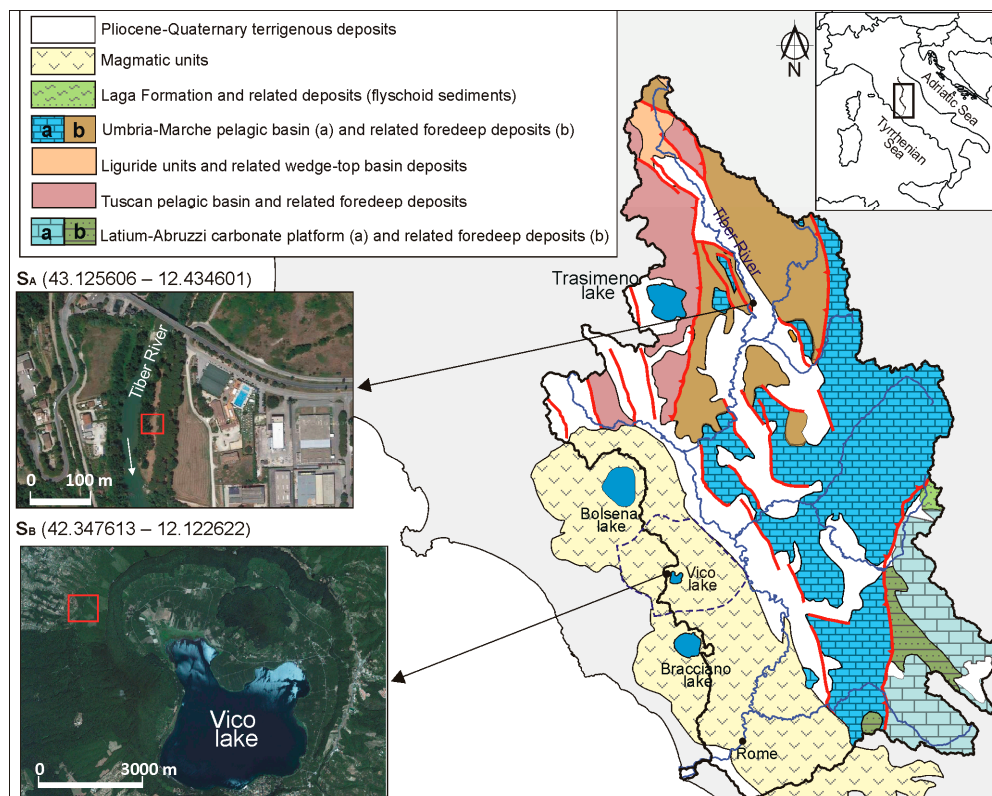 Pliocene-Quaternary terrigenous deposits
Magmatic units
Laga Formation and related deposits (flyschoid sediments)
a b Umbria-Marche pelagic basin (a) and related foredeep deposits (b)
Liguride units and related wedge-top basin deposits
Tuscan pelagic basin and related foredeep deposits
a b Latium-Abruzzi carbonate platform (a) and related foredeep deposits (b)
N
Adriatic Sea
Tyrrhenian
Sea
SA (43.125606 – 12.434601)
Tiber River
0 100 m
SB (42.347613 – 12.122622)
Vico
lake
0 3000 m
Tiber River
Trasimeno
lake
Bolsena
lake
Vico
lake
Bracciano
lake
Rome